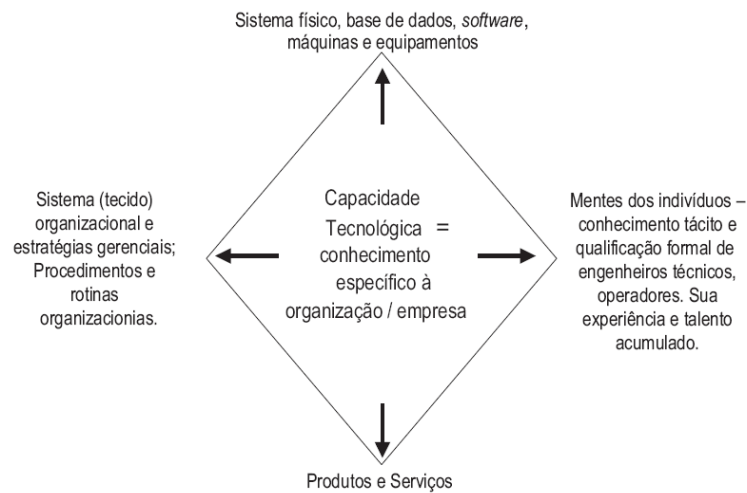 Sistema físico, base de dados, software,
máquinas e equipamentos
Sistema (tecido)
organizacional e
estratégias gerenciais;
Procedimentos e
rotinas
organizacionias.
Capacidade
Tecnológica =
conhecimento
específico à
organização / empresa
Mentes dos indivíduos –
conhecimento tácito e
qualificação formal de
engenheiros técnicos,
operadores. Sua
experiência e talento
acumulado.
Produtos e Serviços